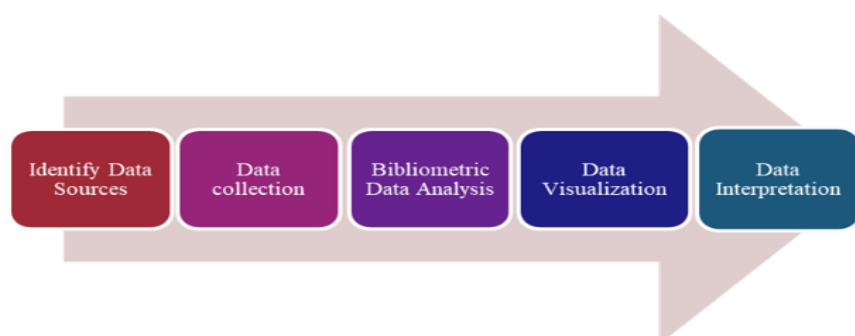 Identify Data
Sources
Data
collection
Bibliometric
Data Analysis
Data
Visualization
Data
Interpretation